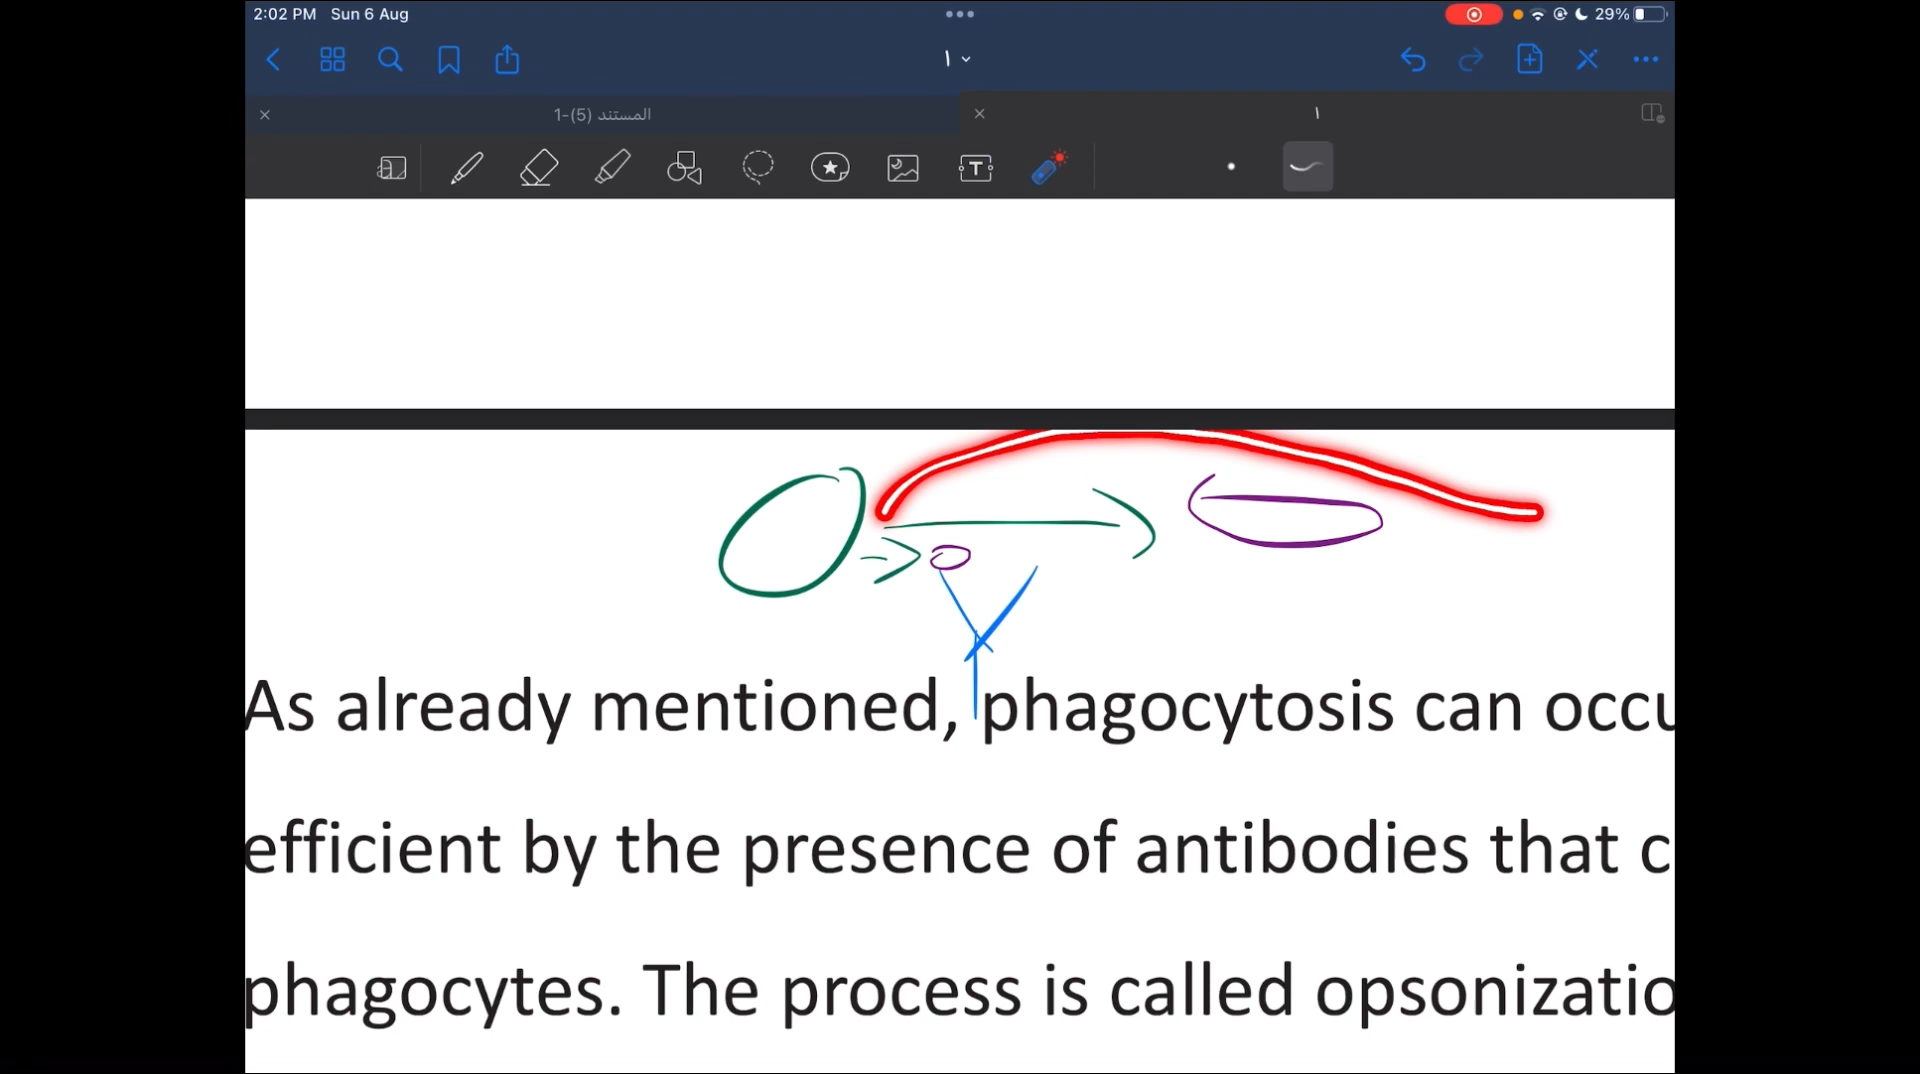 2:02 PM Sun 6 Aug
29%
١
المستند (5)-1
١
T
As already mentioned, phagocytosis can occu
efficient by the presence of antibodies that c
phagocytes. The process is called opsonizatio